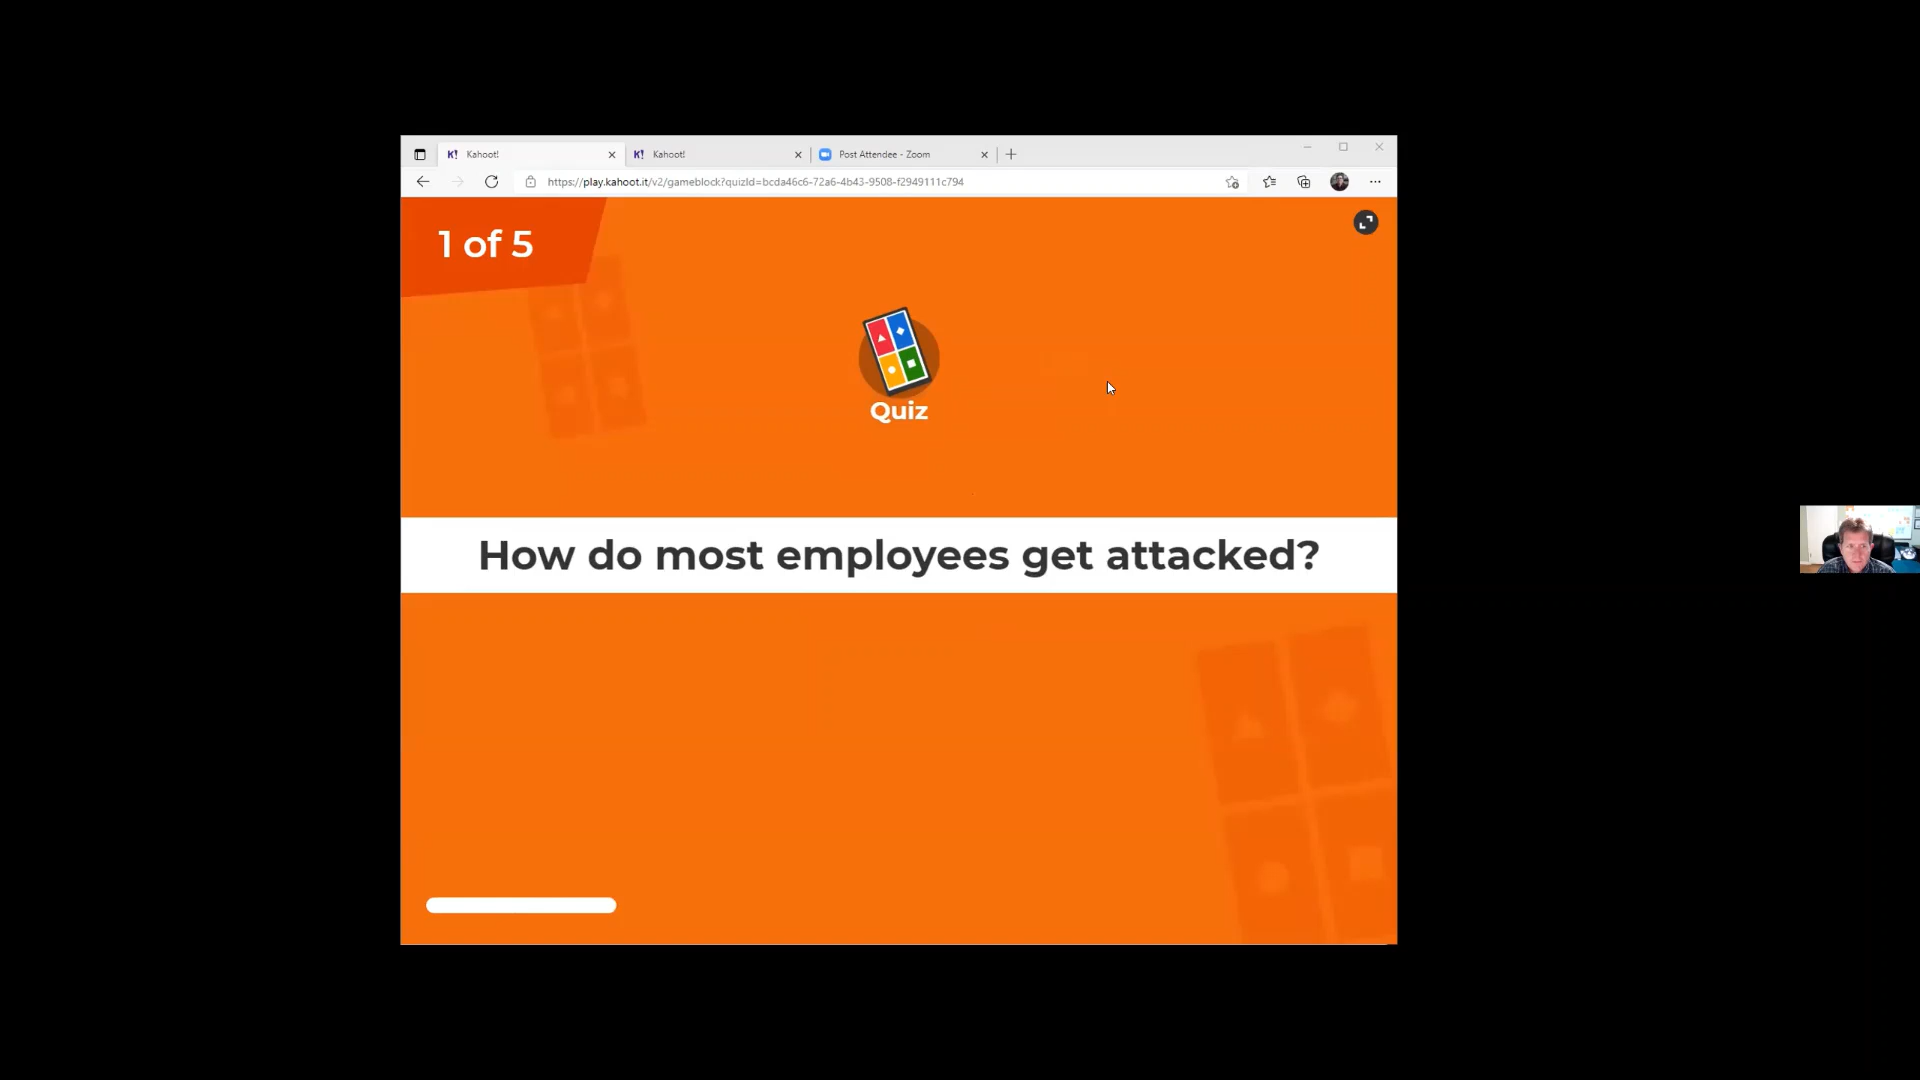 Kahoot!
Kahoot!
Post Attendee - Zoom
https://play.kahoot.it/v2/gameblock?quizId=bcda46c6-72a6-4b43-9508-f2949111c794
1 of 5
Quiz
How do most employees get attacked?